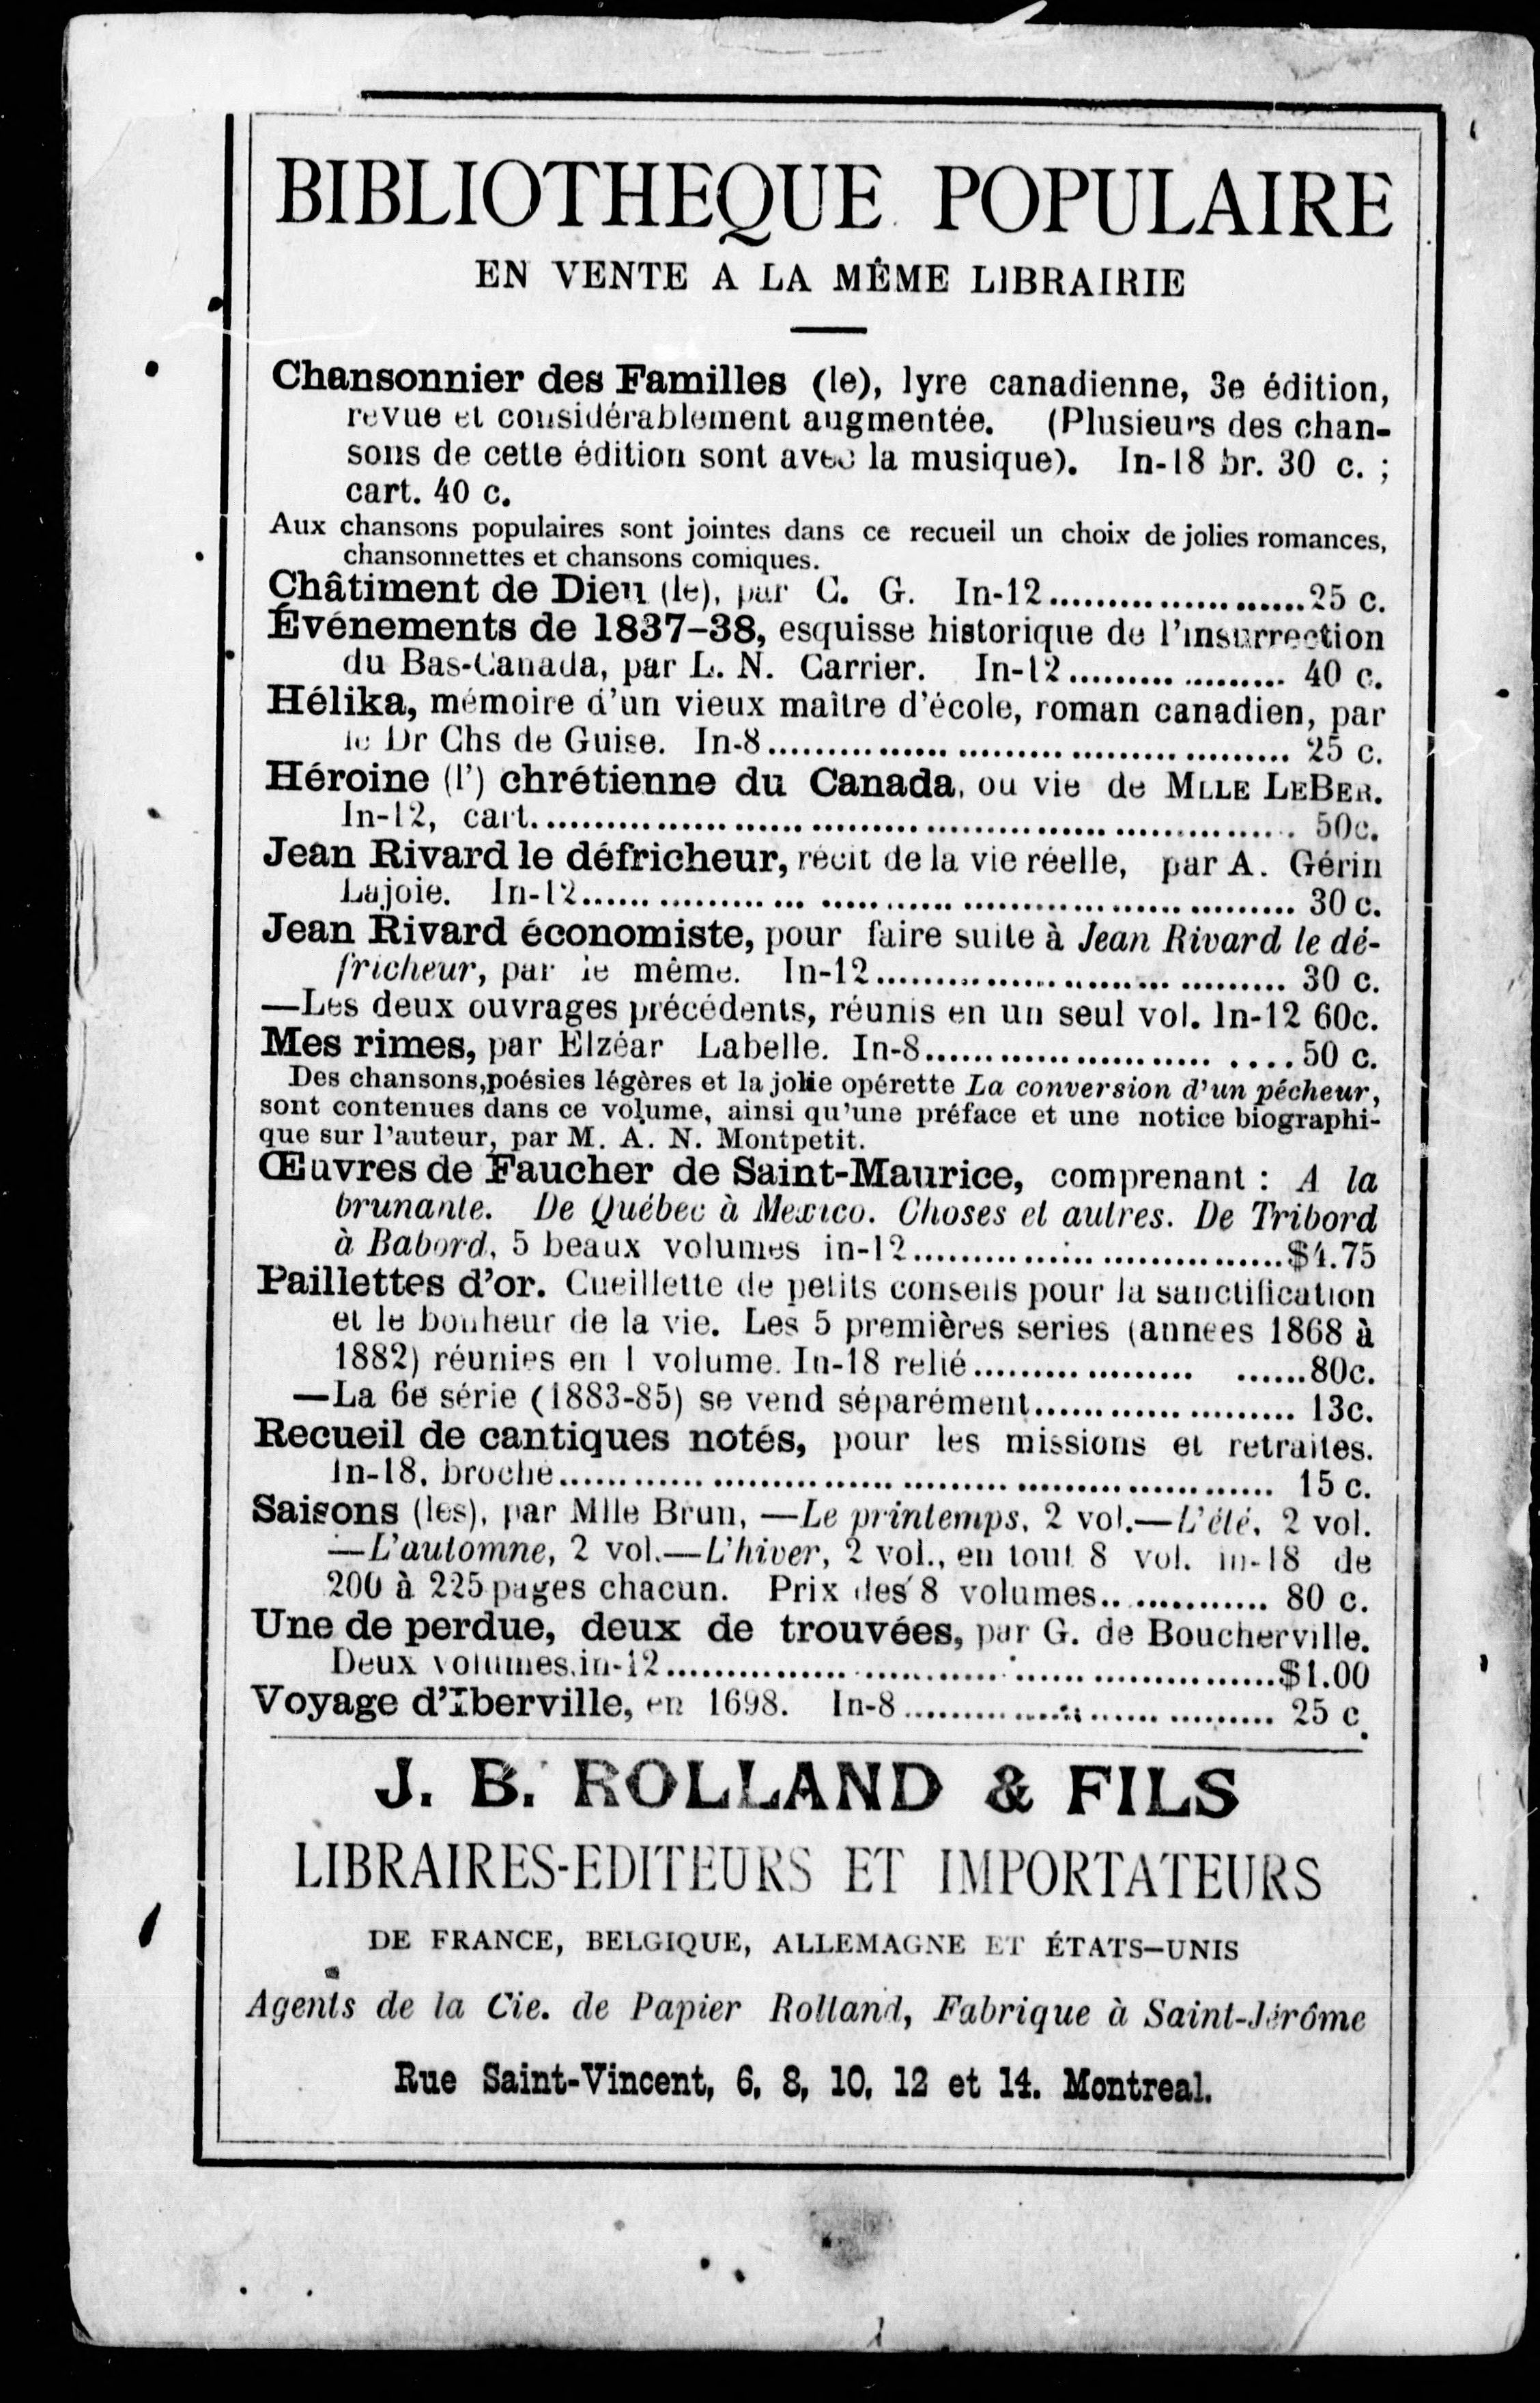 BIBLIOTHEQUE POPULAIRE
EN VENTE A LA MÊME LIBRAIRIE
Chansonnier des Familles (le), lyre canadienne, 3e édition,
revue et considérablement augmentée. (Plusieurs des chan-
sons de cette édition sont avec la musique). In-18 br. 30 c. ;
cart. 40 c.
Aux chansons populaires sont jointes dans ce recueil un choix de jolies romances,
chansonnettes et chansons comiques.
Châtiment de Dieu (le), par C. G. In-12........................25 c.
Événements de 1837-38, esquisse historique de l'insurrection
du Bas-Canada, par L. N. Carrier. In-12.................... 40 c.
Hélika, mémoire d'un vieux maître d'école, roman canadien, par
le Dr Chs de Guise. In-8............................................... 25 c.
Héroine (l') chrétienne du Canada, ou vie de MLLE LEBER.
In-12, cart............................................................... 50c.
Jean Rivard le défricheur, récit de la vie réelle, par A. Gérin
Lajoie. In-12............................................................. 30 c.
Jean Rivard économiste, pour faire suite à Jean Rivard le dé-
fricheur, par le même. In-12.................................... 30 c.
—Les deux ouvrages précédents, réunis en un seul vol. In-12 60c.
Mes rimes, par Elzéar Labelle. In-8............................50 c.
Des chansons,poésies légères et la jolie opérette La conversion d'un pécheur,
sont contenues dans ce volume, ainsi qu'une préface et une notice biographi-
que sur l'auteur, par M. A. N. Montpetit.
Œuvres de Faucher de Saint-Maurice, comprenant : A la
brunante. De Québec à Mexico. Choses et autres. De Tribord
à Babord, 5 beaux volumes in-12................................$4.75
Paillettes d'or. Cueillette de petits conseils pour la sanctification
et le bonheur de la vie. Les 5 premières series (annees 1868 à
1882) réunies en 1 volume. In-18 relié.........................80c.
—La 6e série (1883-85) se vend séparément..................... 13c.
Recueil de cantiques notés, pour les missions et retraites.
In-18, broché............................................................. 15 c.
Saisons (les), par Mlle Brun, —Le printemps, 2 vol.—L'été, 2 vol.
—L'automne, 2 vol.—L'hiver, 2 vol., en tout 8 vol. in-18 de
200 à 225 pages chacun. Prix des 8 volumes.............. 80 c.
Une de perdue, deux de trouvées, par G. de Boucherville.
Deux volumes,in-12....................................................$1.00
Voyage d'Iberville, en 1698. In-8................................ 25 c.
J. B. ROLLAND & FILS
LIBRAIRES-EDITEURS ET IMPORTATEURS
DE FRANCE, BELGIQUE, ALLEMAGNE ET ÉTATS-UNIS
Agents de la Cie. de Papier Rolland, Fabrique à Saint-Jérôme
Rue Saint-Vincent, 6, 8, 10, 12 et 14. Montreal.